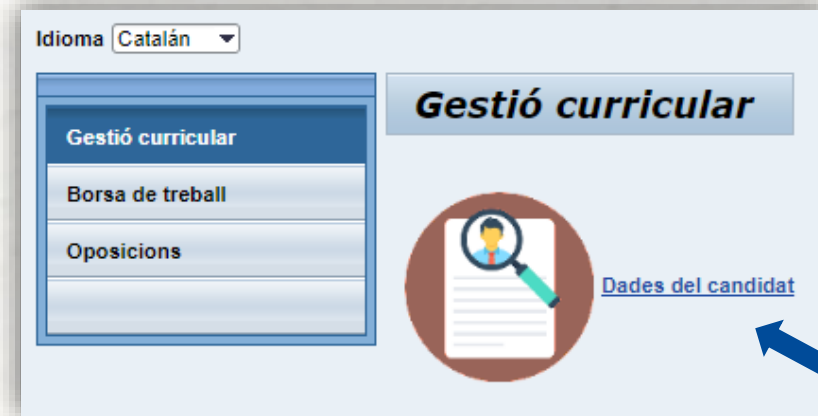 Idioma Catalán
Gestió curricular
Gestió curricular
Borsa de treball
Oposicions
Dades del candidat